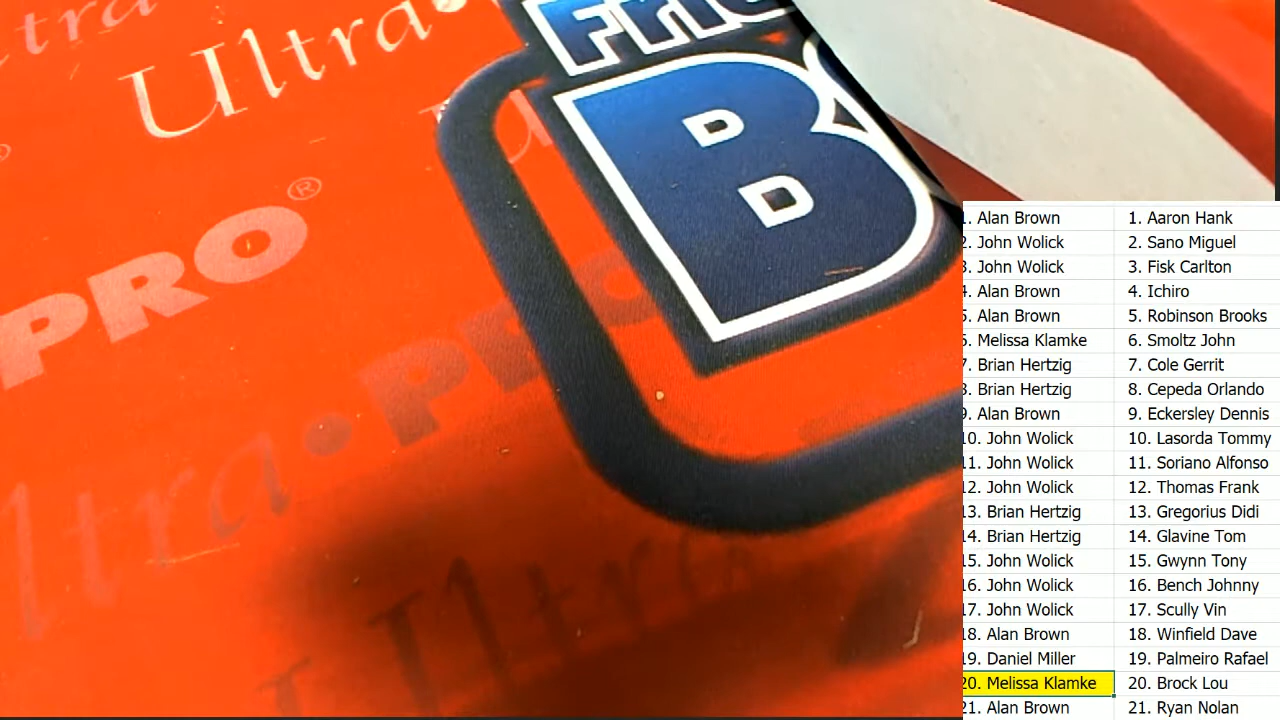 Ultra
Ultra•
PRO®
PRO
Ultra•PRO
Ultra
B
1. Alan Brown 1. Aaron Hank
2. John Wolick 2. Sano Miguel
3. John Wolick 3. Fisk Carlton
4. Alan Brown 4. Ichiro
5. Alan Brown 5. Robinson Brooks
6. Melissa Klamke 6. Smoltz John
7. Brian Hertzig 7. Cole Gerrit
8. Brian Hertzig 8. Cepeda Orlando
9. Alan Brown 9. Eckersley Dennis
10. John Wolick 10. Lasorda Tommy
11. John Wolick 11. Soriano Alfonso
12. John Wolick 12. Thomas Frank
13. Brian Hertzig 13. Gregorius Didi
14. Brian Hertzig 14. Glavine Tom
15. John Wolick 15. Gwynn Tony
16. John Wolick 16. Bench Johnny
17. John Wolick 17. Scully Vin
18. Alan Brown 18. Winfield Dave
19. Daniel Miller 19. Palmeiro Rafael
20. Melissa Klamke 20. Brock Lou
21. Alan Brown 21. Ryan Nolan